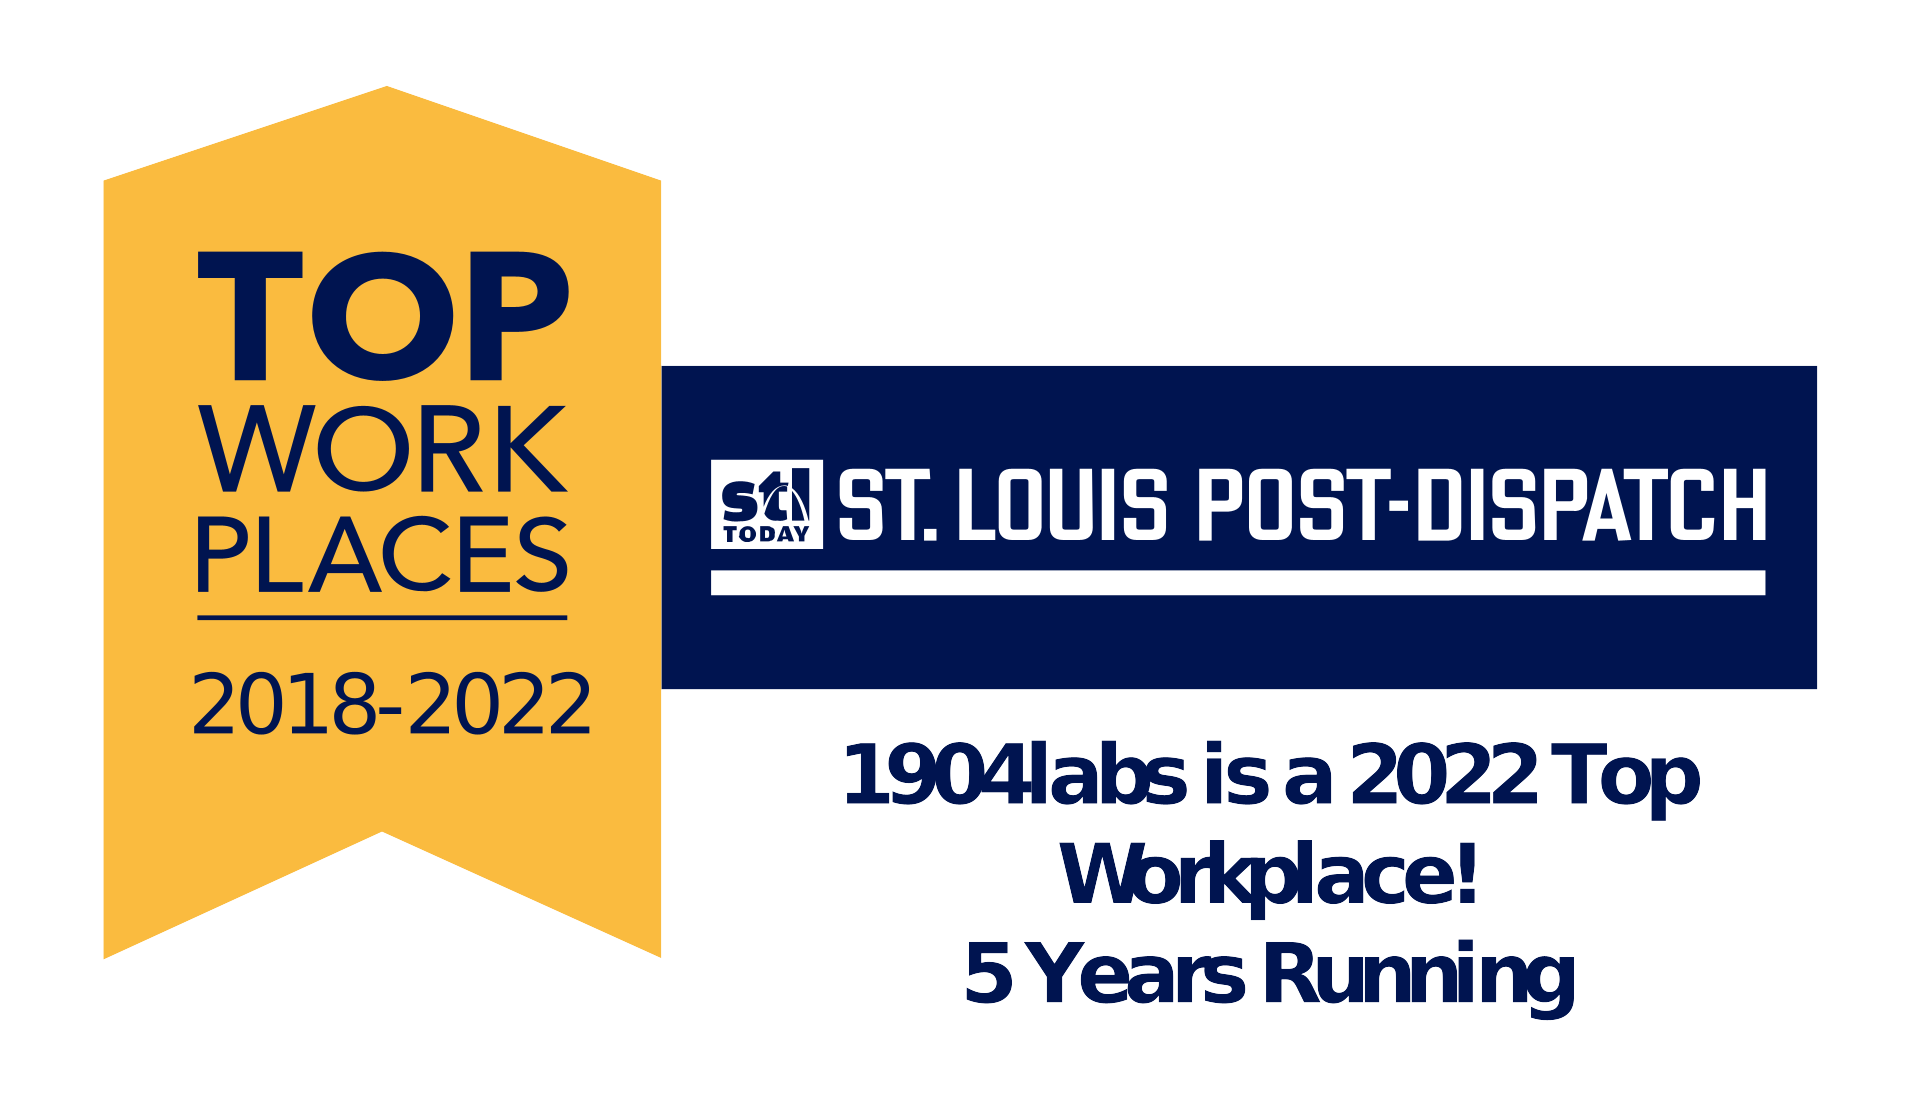 TOP
WORK
PLACES
2018-2022
stl
TODAY
ST. LOUIS POST-DISPATCH
1904labs is a 2022 Top
Workplace!
5 Years Running